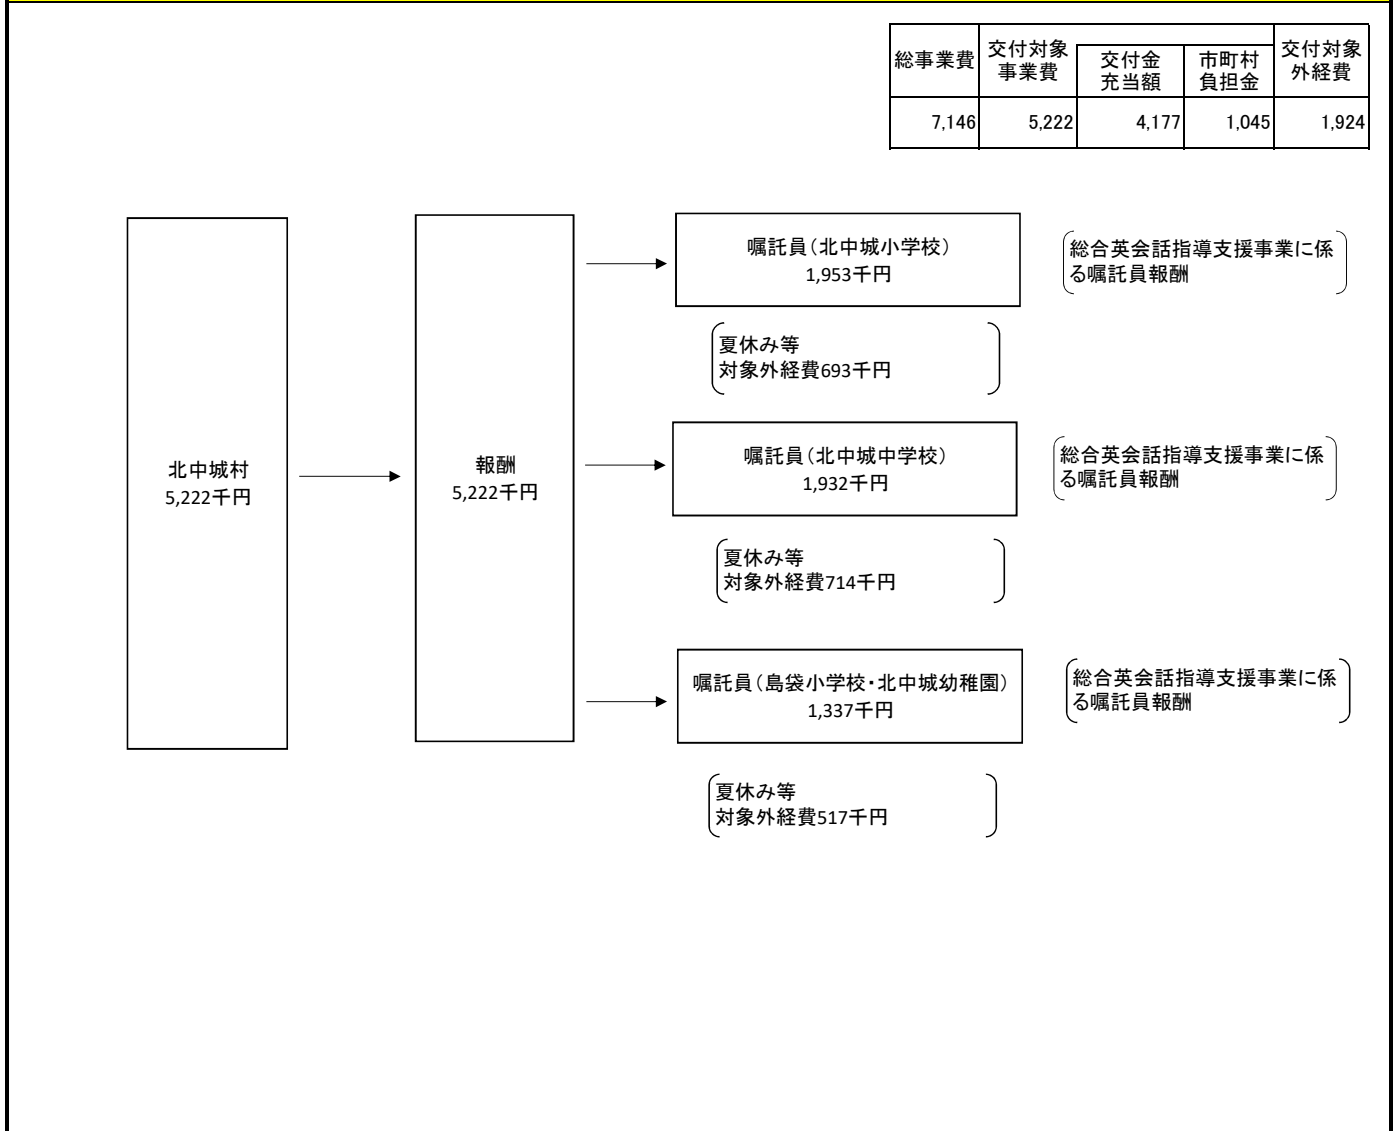 総事業費
交付対象
事業費
交付金
充当額
市町村
負担金
交付対象
外経費
7,146
5,222
4,177
1,045
1,924
北中城村
5,222千円
報酬
5,222千円
嘱託員（北中城小学校）
1,953千円
総合英会話指導支援事業に係
る嘱託員報酬
夏休み等
対象外経費693千円
嘱託員（北中城中学校）
1,932千円
総合英会話指導支援事業に係
る嘱託員報酬
夏休み等
対象外経費714千円
嘱託員（島袋小学校・北中城幼稚園）
1,337千円
総合英会話指導支援事業に係
る嘱託員報酬
夏休み等
対象外経費517千円